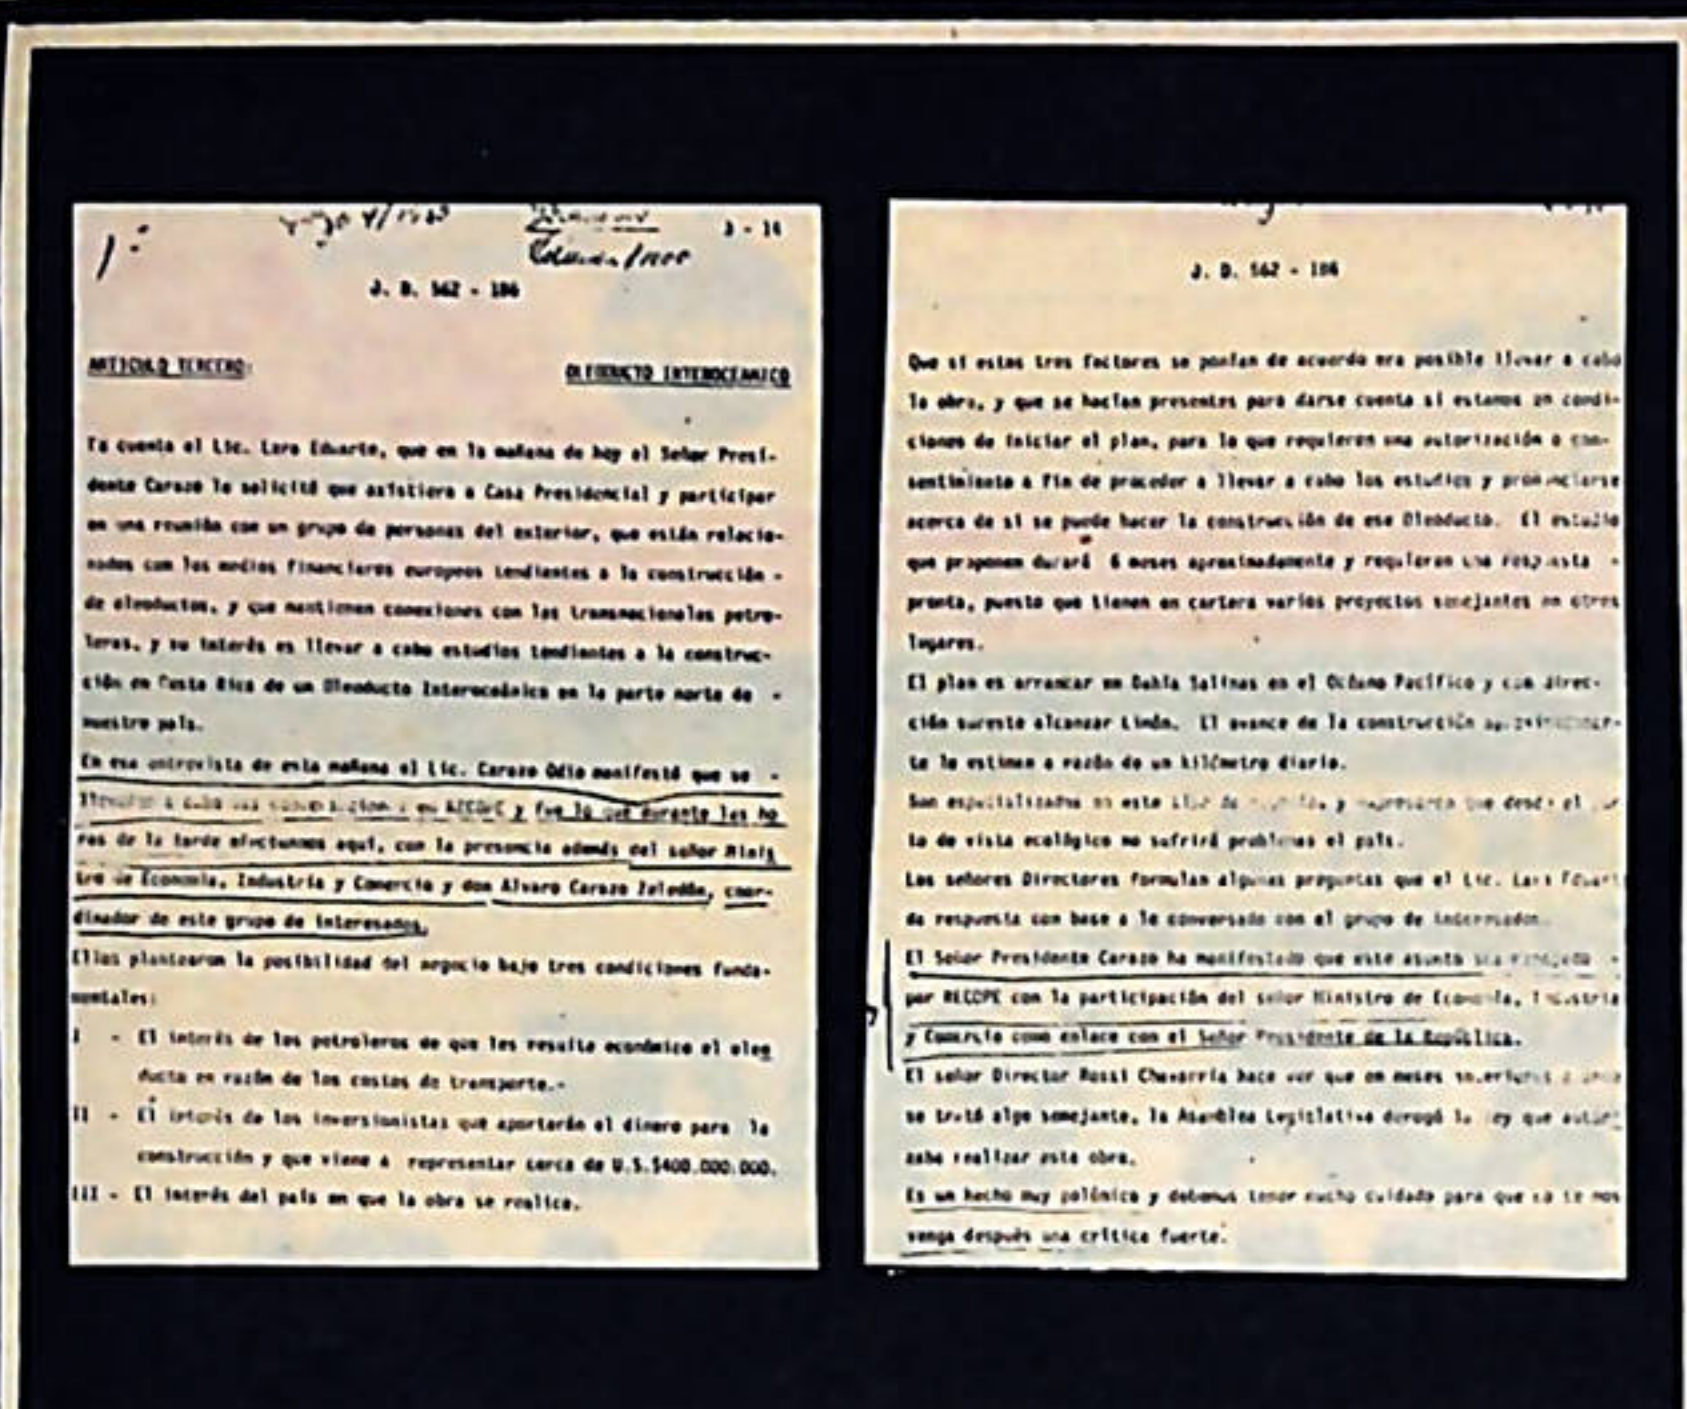 J. D. 562 - 186
ARTICULO TERCERO:
OLEODUCTO INTEROCEANICO
Da cuenta el Lic. Lara Eduarte, que en la mañana de hoy el Señor Presi-
dente Carazo le solicitó que asistiera a Casa Presidencial y participar
en una reunión con un grupo de personas del exterior, que están relacio-
nados con los medios financieros europeos tendientes a la construcción -
de oleoductos, y que mantienen conexiones con las transnacionales petro-
leras, y su interés es llevar a cabo estudios tendientes a la construc-
ción en Costa Rica de un Oleoducto Interoceánico en la parte norte de -
nuestro país.
En esa entrevista de esta mañana el Lic. Carazo Odio manifestó que se -
a cabo en RECOPE y fue lo que durante las ho
ras de la tarde efectuamos aquí, con la presencia además del señor Minis
tro de Economía, Industria y Comercio y don Alvaro Carazo Zeledón, coor-
dinador de este grupo de interesados.
Ellos plantearon la posibilidad del negocio bajo tres condiciones funda-
mentales:
I - El interés de los petroleros de que les resulte económico el oleo
ducto en razón de los costos de transporte.-
II - El interés de los inversionistas que aportarán el dinero para la
construcción y que viene a representar cerca de U.S.$400.000.000.
III - El interés del país en que la obra se realice.
J. D. 562 - 186
Que si estos tres factores se ponían de acuerdo era posible llevar a cabo
la obra, y que se hacían presentes para darse cuenta si estamos en condi-
ciones de iniciar el plan, para lo que requieren una autorización o con-
sentimiento a fin de proceder a llevar a cabo los estudios y pronunciarse
acerca de si se puede hacer la construcción de ese Oleoducto. El estudio
que proponen durará 6 meses aproximadamente y requieren una respuesta -
pronta, puesto que tienen en cartera varios proyectos semejantes en otros
lugares.
El plan es arrancar en Bahía Salinas en el Océano Pacífico y con direc-
ción sureste alcanzar Limón. El avance de la construcción aproximadamen-
te lo estiman a razón de un kilómetro diario.
Son especializados en este y expresaron que desde el
to de vista ecológico no sufrirá problemas el país.
Los señores Directores formulan algunas preguntas que el Lic. Lara Eduart
da respuesta con base a lo conversado con el grupo de interesados.
El Señor Presidente Carazo ha manifestado que este asunto sea manejado -
por RECOPE con la participación del señor Ministro de Economía, Industria
y Comercio como enlace con el Señor Presidente de la República.
El señor Director Rossi Chavarría hace ver que en meses anteriores
se trató algo semejante, la Asamblea Legislativa derogó la ley que autori
zaba realizar esta obra.
Es un hecho muy polémico y debemos tener mucho cuidado para que no se nos
venga después una crítica fuerte.